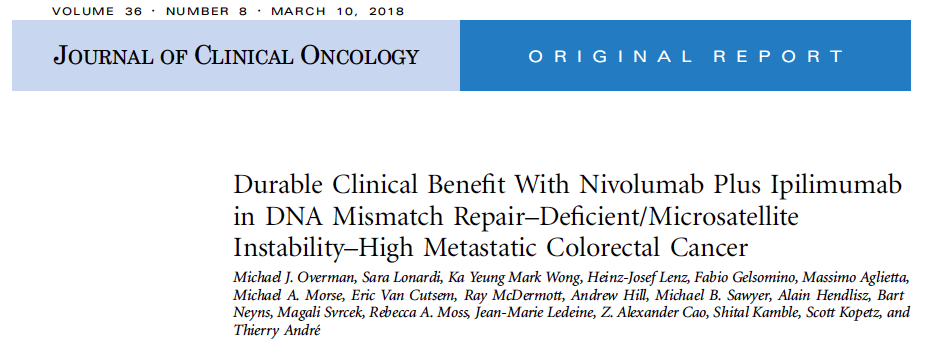 VOLUME 36 · NUMBER 8 · MARCH 10, 2018
JOURNAL OF CLINICAL ONCOLOGY
ORIGINAL REPORT
Durable Clinical Benefit With Nivolumab Plus Ipilimumab
in DNA Mismatch Repair–Deficient/Microsatellite
Instability–High Metastatic Colorectal Cancer
Michael J. Overman, Sara Lonardi, Ka Yeung Mark Wong, Heinz-Josef Lenz, Fabio Gelsomino, Massimo Aglietta,
Michael A. Morse, Eric Van Cutsem, Ray McDermott, Andrew Hill, Michael B. Sawyer, Alain Hendlisz, Bart
Neyns, Magali Svrcek, Rebecca A. Moss, Jean-Marie Ledeine, Z. Alexander Cao, Shital Kamble, Scott Kopetz, and
Thierry André